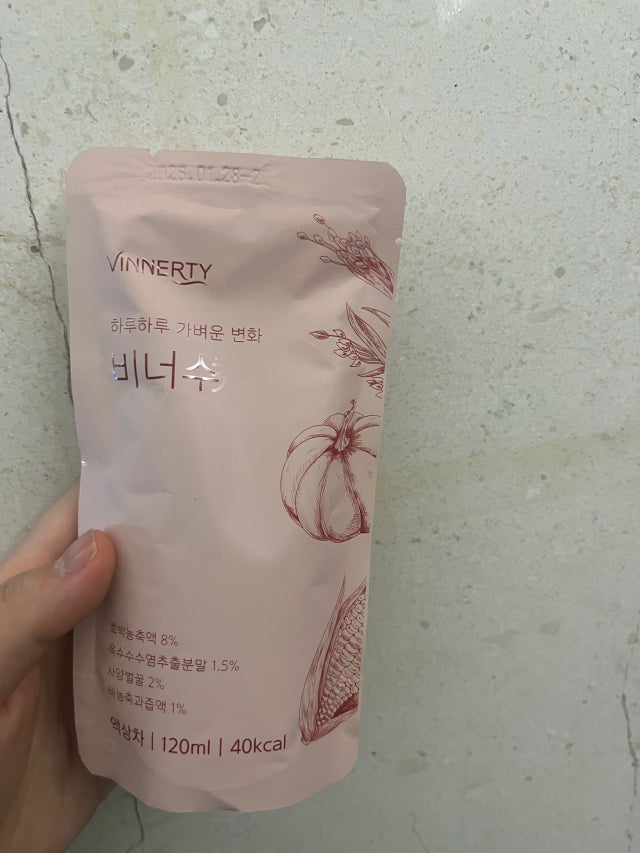 2026.01.28-2
VINNERTY
하루하루 가벼운 변화
비너수
호박농축액 8%
옥수수수염추출분말 1.5%
사양벌꿀 2%
배농축과즙액 1%
액상차 | 120ml | 40kcal